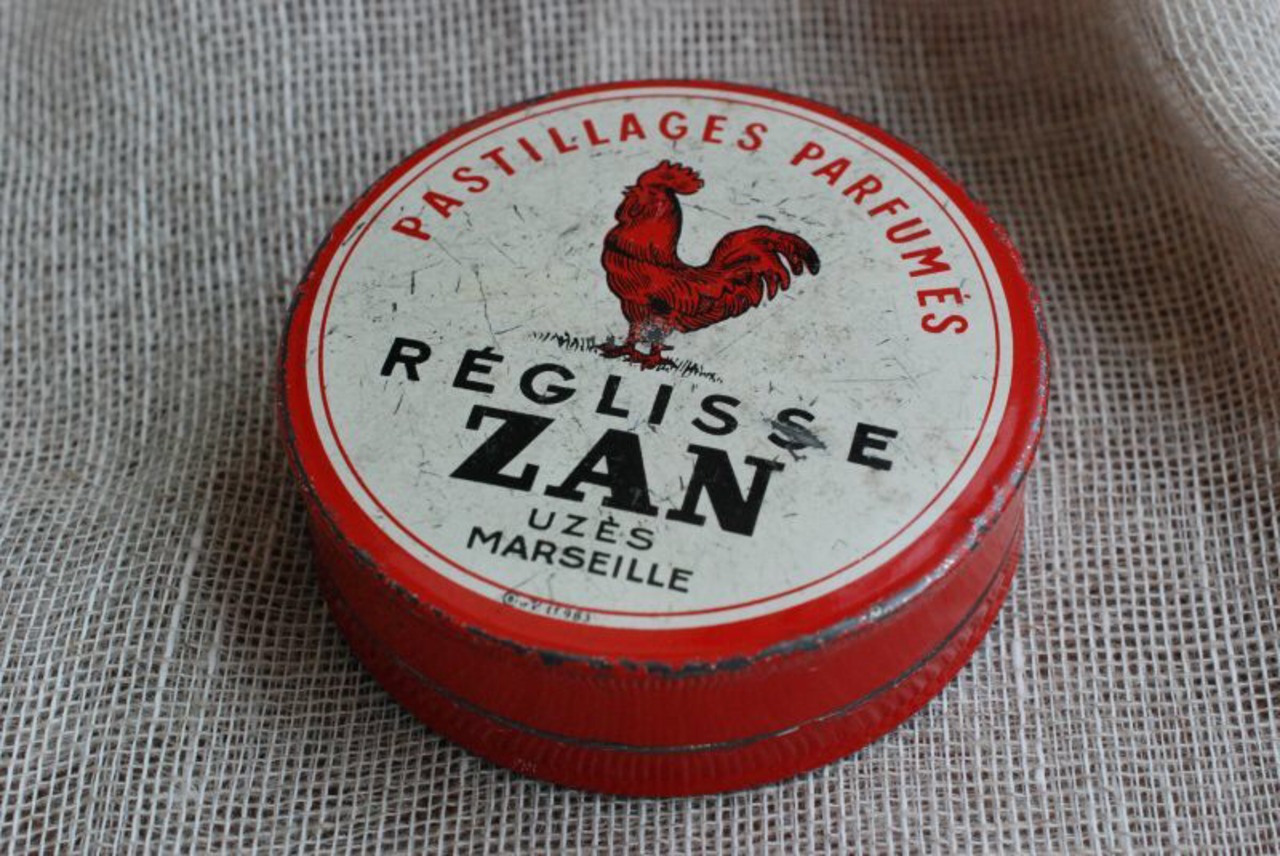 PASTILLAGES PARFUMÉS
RÉGLISSE
ZAN
UZÈS
MARSEILLE